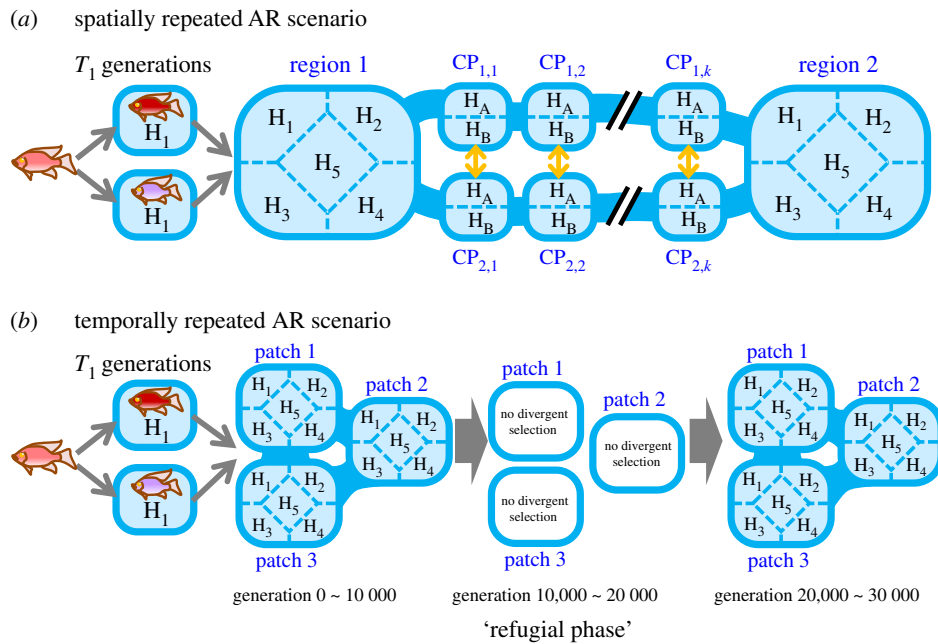 (a) spatially repeated AR scenario
T1 generations
region 1
CP1,1 CP1,2 CP1,k
region 2
H1
H1
H1 H2 H5 H3 H4
HA HB
HA HB
HA HB
HA HB
HA HB
HA HB
H1 H2 H5 H3 H4
CP2,1 CP2,2 CP2,k
(b) temporally repeated AR scenario
T1 generations
H1
H1
patch 1
H1 H2 H5 H3 H4
patch 2
H1 H2 H5 H3 H4
H1 H2 H5 H3 H4
patch 3
generation 0 ~ 10 000
patch 1
no divergent
selection
patch 2
no divergent
selection
no divergent
selection
patch 3
generation 10,000 ~ 20 000
'refugial phase'
patch 1
H1 H2 H5 H3 H4
patch 2
H1 H2 H5 H3 H4
H1 H2 H5 H3 H4
patch 3
generation 20,000 ~ 30 000